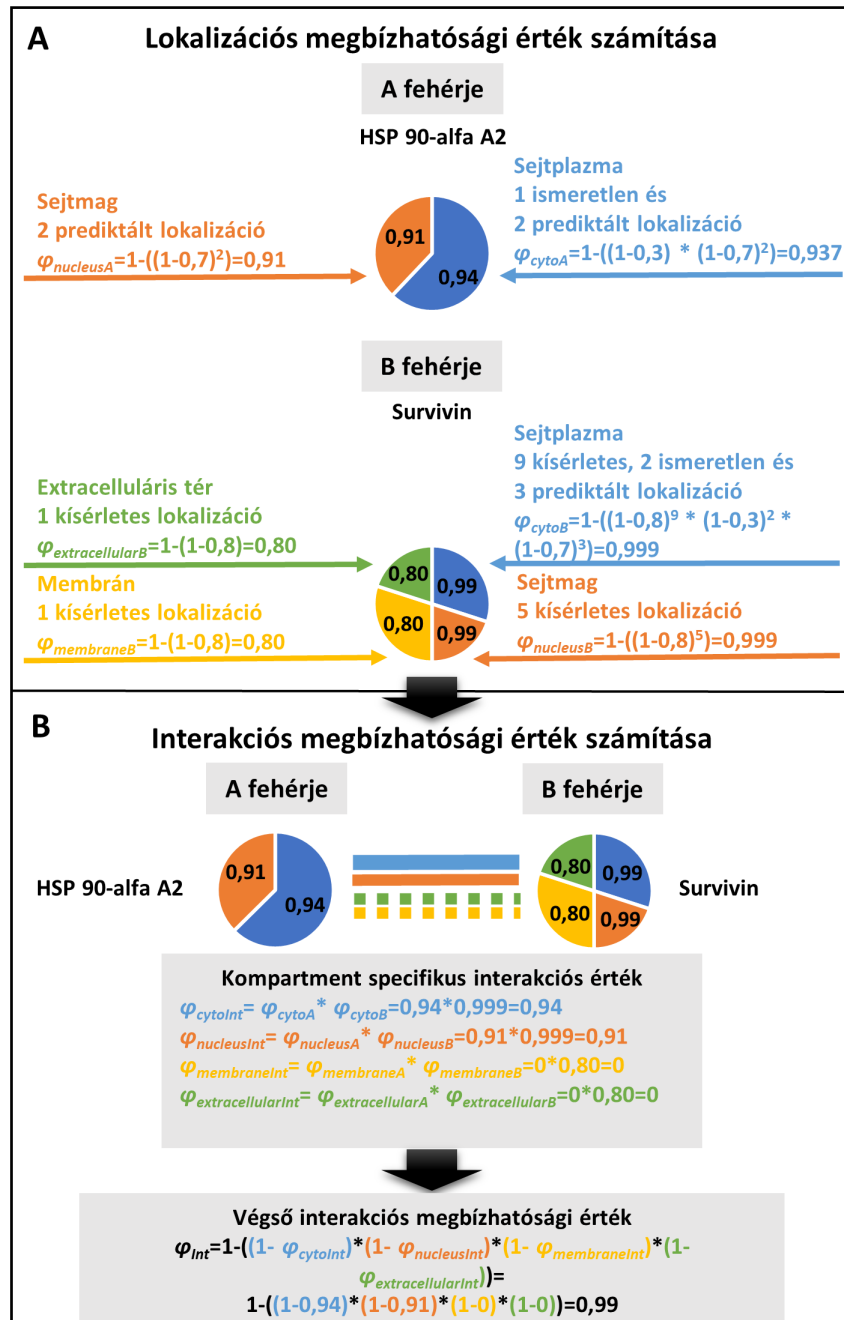 A
Lokalizációs megbízhatósági érték számítása
A fehérje
HSP 90-alfa A2
Sejtmag
2 prediktált lokalizáció
φnucleusA=1-((1-0,7)²)=0,91
0,91
0,94
Sejtplazma
1 ismeretlen és
2 prediktált lokalizáció
φcytoA=1-((1-0,3) * (1-0,7)²)=0,937
B fehérje
Survivin
Extracelluláris tér
1 kísérletes lokalizáció
φextracellularB=1-(1-0,8)=0,80
Membrán
1 kísérletes lokalizáció
φmembraneB=1-(1-0,8)=0,80
0,80
0,99
0,80
0,99
Sejtplazma
9 kísérletes, 2 ismeretlen és
3 prediktált lokalizáció
φcytoB=1-((1-0,8)⁹ * (1-0,3)² *
(1-0,7)³)=0,999
Sejtmag
5 kísérletes lokalizáció
φnucleusB=1-((1-0,8)⁵)=0,999
B
Interakciós megbízhatósági érték számítása
A fehérje
B fehérje
HSP 90-alfa A2
0,91
0,94
0,80
0,99
0,80
0,99
Survivin
Kompartment specifikus interakciós érték
φcytoInt= φcytoA* φcytoB=0,94*0,999=0,94
φnucleusInt= φnucleusA* φnucleusB=0,91*0,999=0,91
φmembraneInt= φmembraneA* φmembraneB=0*0,80=0
φextracellularInt= φextracellularA* φextracellularB=0*0,80=0
Végső interakciós megbízhatósági érték
φInt=1-((1- φcytoInt)*(1- φnucleusInt)*(1- φmembraneInt)*(1-
φextracellularInt))=
1-((1-0,94)*(1-0,91)*(1-0)*(1-0))=0,99